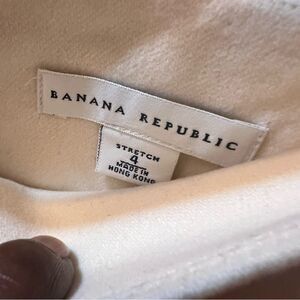 BANANA REPUBLIC
STRETCH
4
MADE IN
HONG KONG